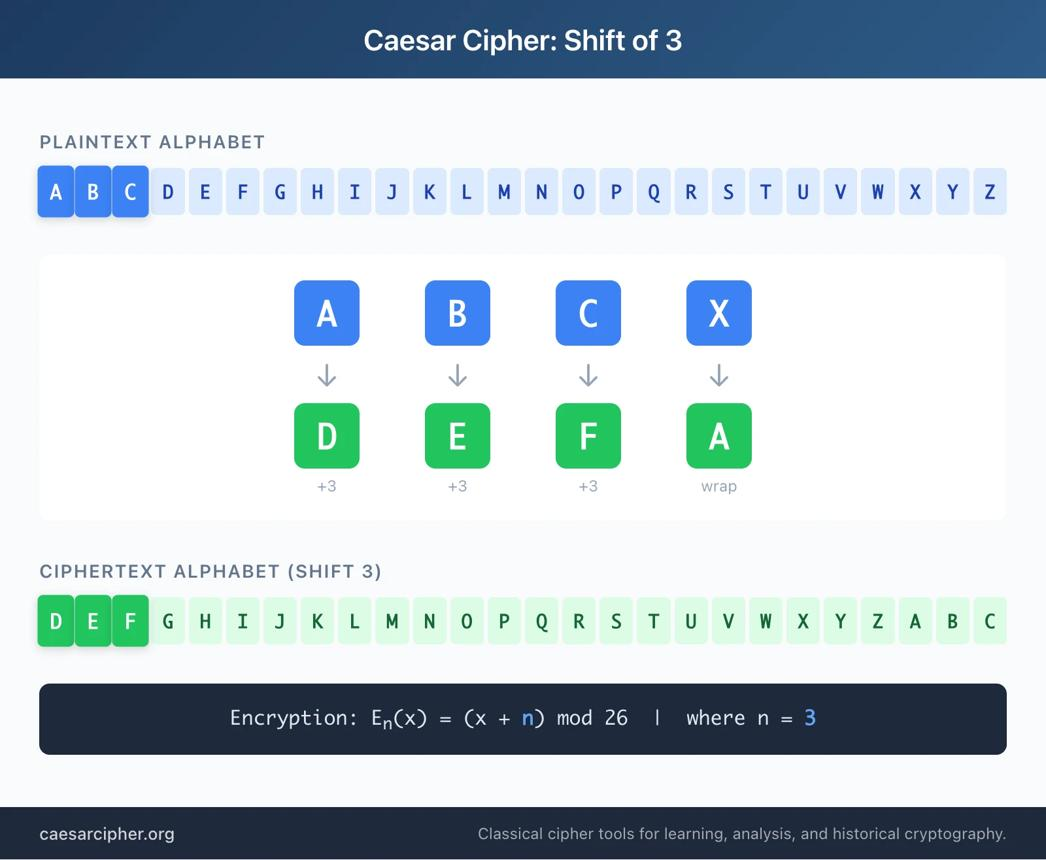 Caesar Cipher: Shift of 3
PLAINTEXT ALPHABET
A B C D E F G H I J K L M N O P Q R S T U V W X Y Z
A B C X
↓ ↓ ↓ ↓
D E F A
+3 +3 +3 wrap
CIPHERTEXT ALPHABET (SHIFT 3)
D E F G H I J K L M N O P Q R S T U V W X Y Z A B C
Encryption: Eₙ(x) = (x + n) mod 26 | where n = 3
caesarcipher.org Classical cipher tools for learning, analysis, and historical cryptography.